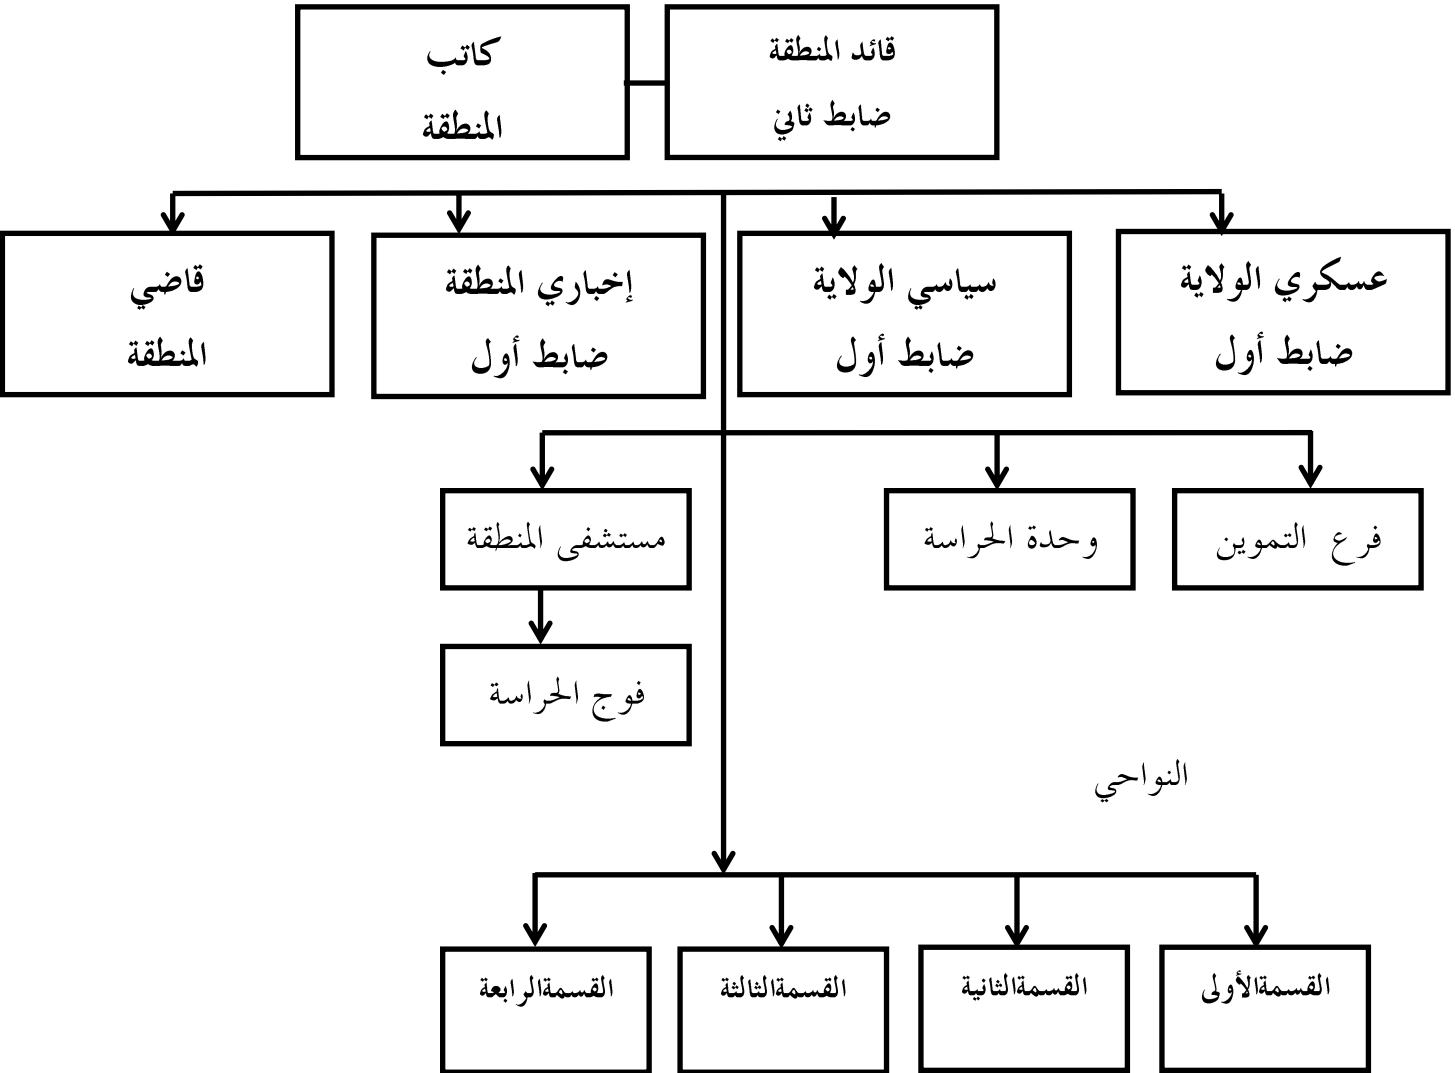 قائد المنطقة
ضابط ثاني
كاتب
المنطقة
عسكري الولاية
ضابط أول
سياسي الولاية
ضابط أول
إخباري المنطقة
ضابط أول
قاضي
المنطقة
فرع التموين
وحدة الحراسة
مستشفى المنطقة
فوج الحراسة
النواحي
القسمةالأولى
القسمةالثانية
القسمةالثالثة
القسمةالرابعة